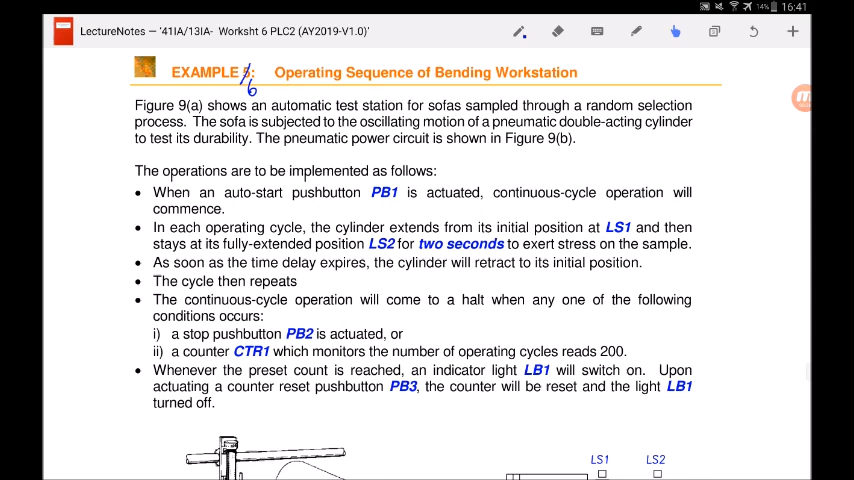 16:41
14%
LectureNotes – '41IA/13IA- Worksht 6 PLC2 (AY2019-V1.0)'
EXAMPLE 5: Operating Sequence of Bending Workstation
6
Figure 9(a) shows an automatic test station for sofas sampled through a random selection
process. The sofa is subjected to the oscillating motion of a pneumatic double-acting cylinder
to test its durability. The pneumatic power circuit is shown in Figure 9(b).
The operations are to be implemented as follows:
• When an auto-start pushbutton PB1 is actuated, continuous-cycle operation will
commence.
• In each operating cycle, the cylinder extends from its initial position at LS1 and then
stays at its fully-extended position LS2 for two seconds to exert stress on the sample.
• As soon as the time delay expires, the cylinder will retract to its initial position.
• The cycle then repeats
• The continuous-cycle operation will come to a halt when any one of the following
conditions occurs:
i) a stop pushbutton PB2 is actuated, or
ii) a counter CTR1 which monitors the number of operating cycles reads 200.
• Whenever the preset count is reached, an indicator light LB1 will switch on. Upon
actuating a counter reset pushbutton PB3, the counter will be reset and the light LB1
turned off.
LS1 LS2